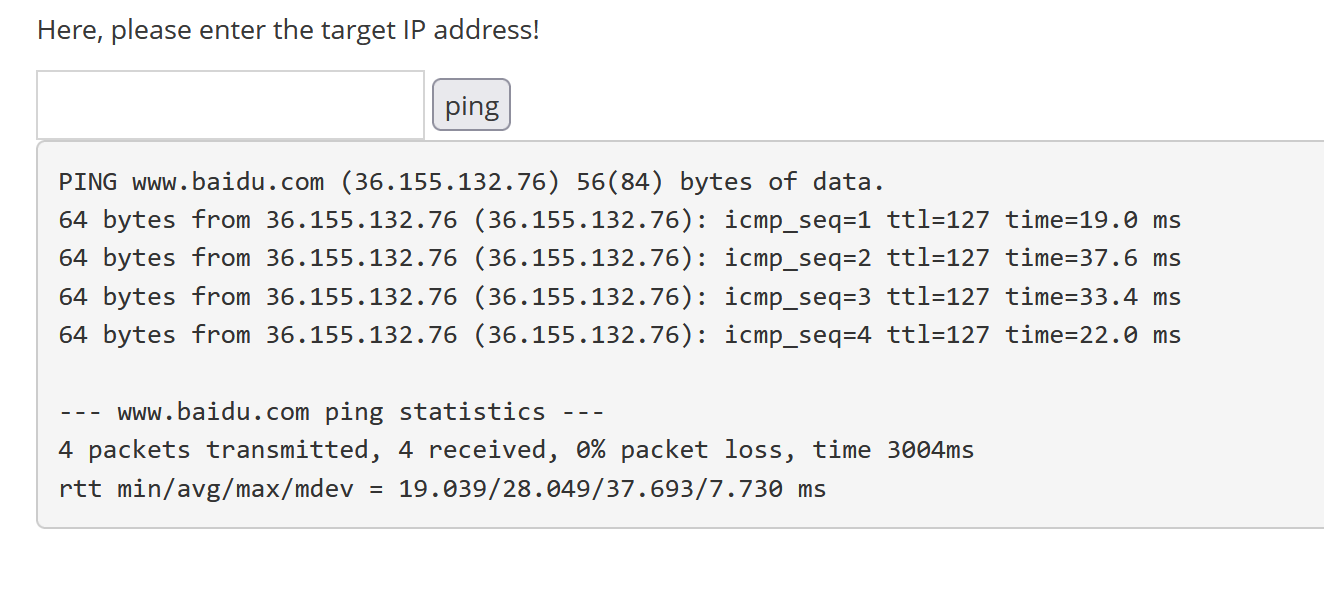 Here, please enter the target IP address!
ping
PING www.baidu.com (36.155.132.76) 56(84) bytes of data.
64 bytes from 36.155.132.76 (36.155.132.76): icmp_seq=1 ttl=127 time=19.0 ms
64 bytes from 36.155.132.76 (36.155.132.76): icmp_seq=2 ttl=127 time=37.6 ms
64 bytes from 36.155.132.76 (36.155.132.76): icmp_seq=3 ttl=127 time=33.4 ms
64 bytes from 36.155.132.76 (36.155.132.76): icmp_seq=4 ttl=127 time=22.0 ms
--- www.baidu.com ping statistics ---
4 packets transmitted, 4 received, 0% packet loss, time 3004ms
rtt min/avg/max/mdev = 19.039/28.049/37.693/7.730 ms